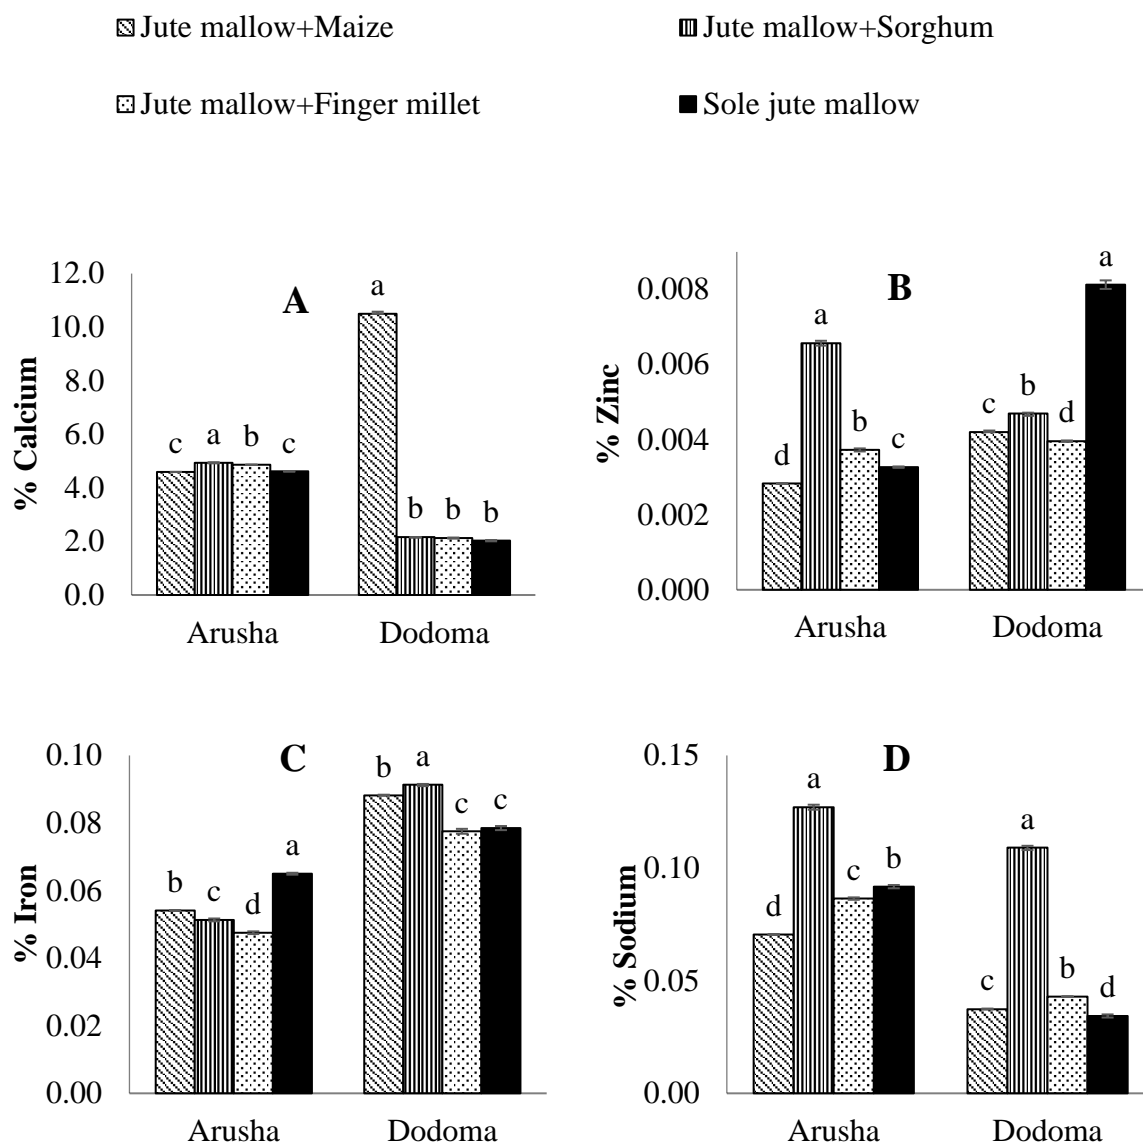 Jute mallow+Maize
Jute mallow+Sorghum
Jute mallow+Finger millet
Sole jute mallow
A
% Calcium
12.0
10.0
8.0
6.0
4.0
2.0
0.0
c a b c
a b b b
Arusha Dodoma
B
% Zinc
0.008
0.006
0.004
0.002
0.000
d a b c
c b d a
Arusha Dodoma
C
% Iron
0.10
0.08
0.06
0.04
0.02
0.00
b c d a
b a c c
Arusha Dodoma
D
% Sodium
0.15
0.10
0.05
0.00
d a c b
c a b d
Arusha Dodoma